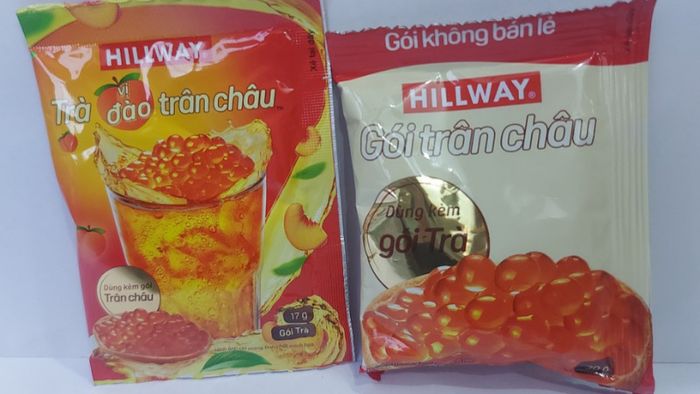 HILLWAY®
Trà vị đào trân châu
Dùng kèm gói
Trân châu
17 g
Gói Trà
Gói không bán lẻ
HILLWAY®
Gói trân châu
Dùng kèm
gói Trà